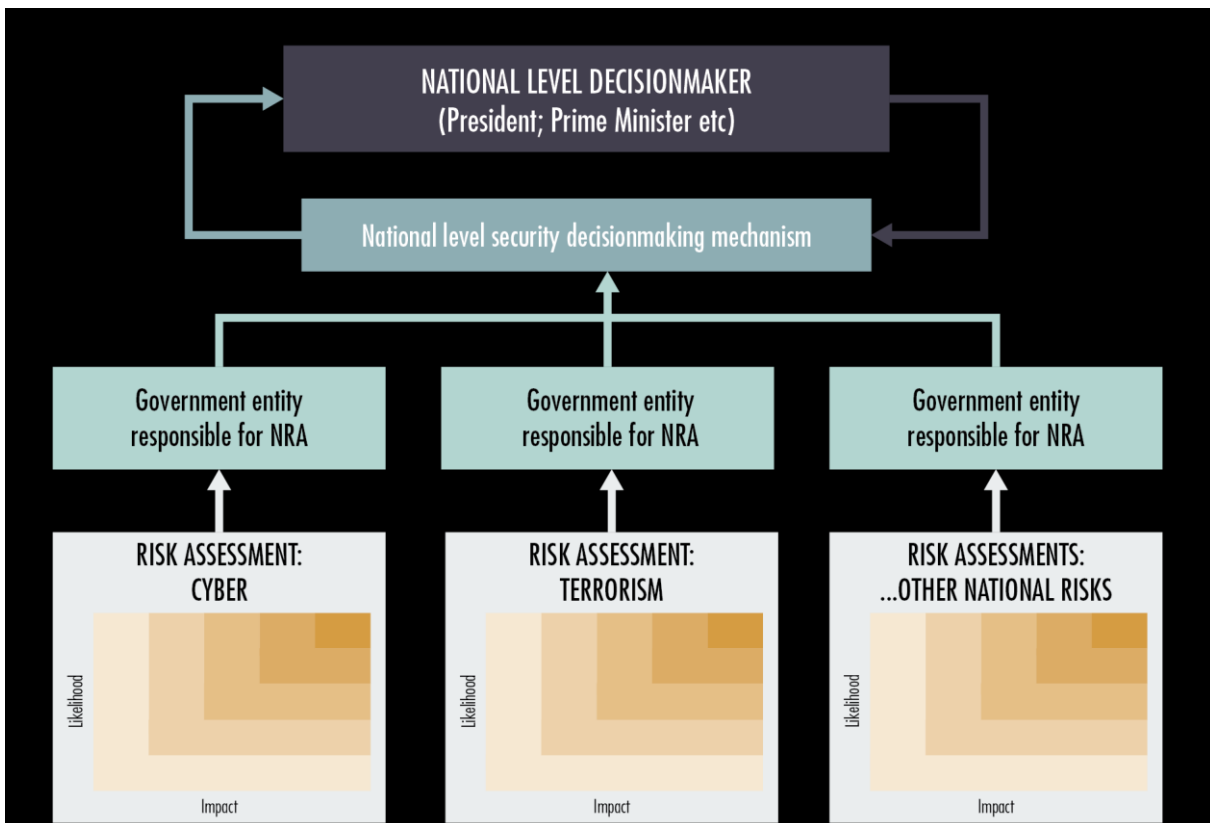 NATIONAL LEVEL DECISIONMAKER
(President; Prime Minister etc)
National level security decisionmaking mechanism
Government entity
responsible for NRA
Government entity
responsible for NRA
Government entity
responsible for NRA
RISK ASSESSMENT:
CYBER
Likelihood
Impact
RISK ASSESSMENT:
TERRORISM
Likelihood
Impact
RISK ASSESSMENTS:
...OTHER NATIONAL RISKS
Likelihood
Impact